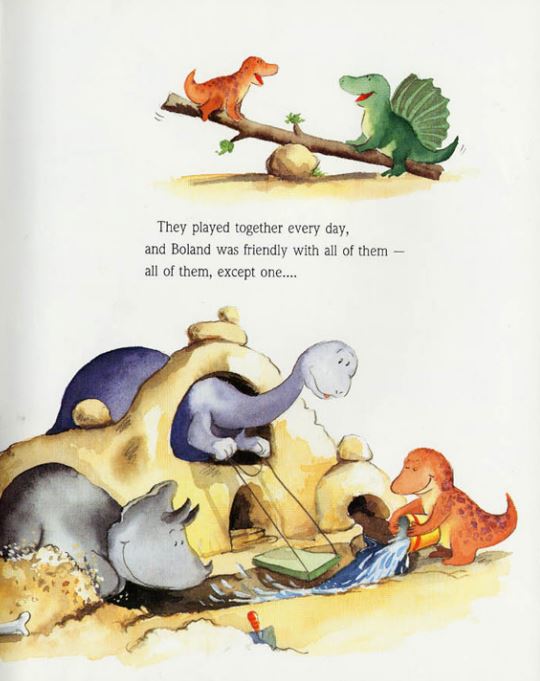 They played together every day,
and Boland was friendly with all of them —
all of them, except one....